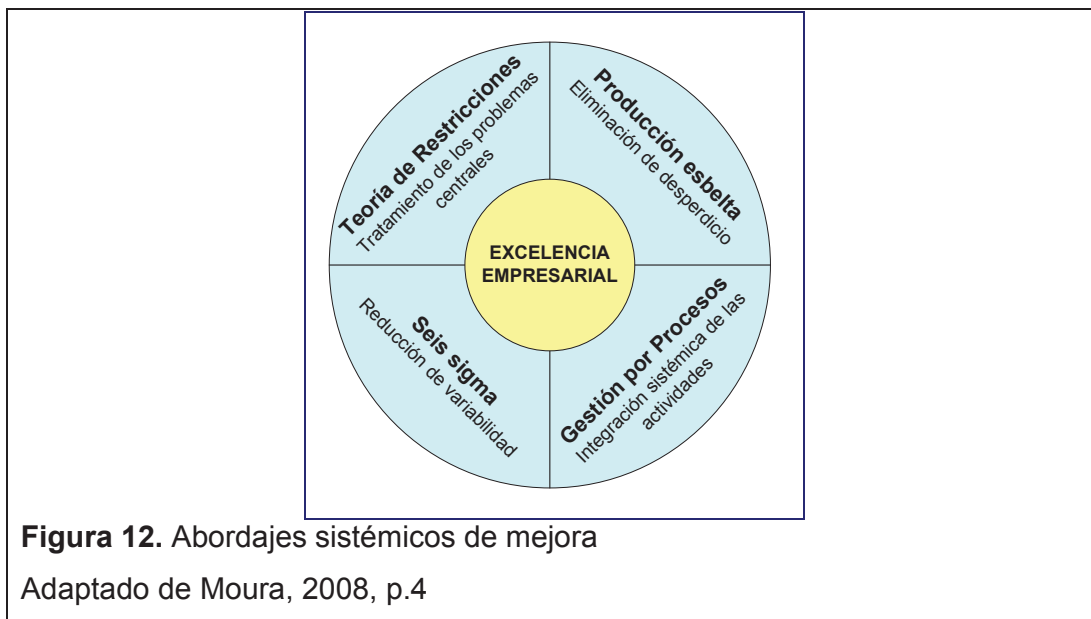 Teoría de Restricciones
Tratamiento de los problemas
centrales
Producción esbelta
Eliminación de desperdicio
EXCELENCIA
EMPRESARIAL
Seis sigma
Reducción de variabilidad
Gestión por Procesos
Integración sistémica de las
actividades
Figura 12. Abordajes sistémicos de mejora
Adaptado de Moura, 2008, p.4